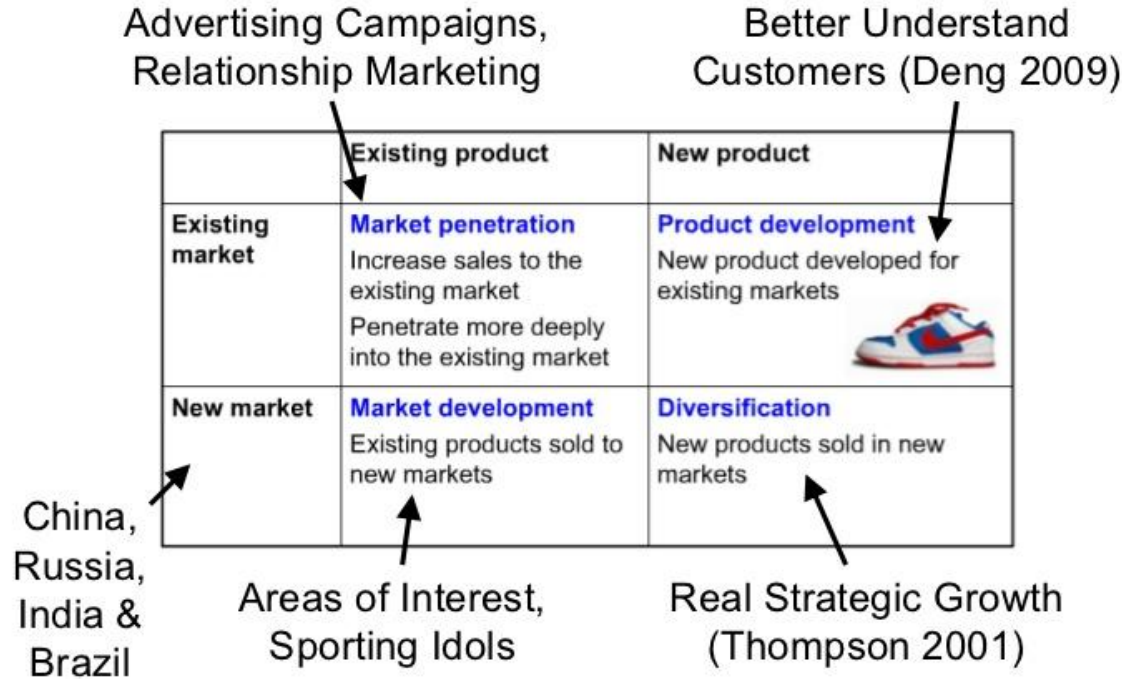 Advertising Campaigns,
Relationship Marketing
Better Understand
Customers (Deng 2009)
Existing product
New product
Existing
market
Market penetration
Increase sales to the
existing market
Penetrate more deeply
into the existing market
Product development
New product developed for
existing markets
New market
Market development
Existing products sold to
new markets
Diversification
New products sold in new
markets
China,
Russia,
India &
Brazil
Areas of Interest,
Sporting Idols
Real Strategic Growth
(Thompson 2001)